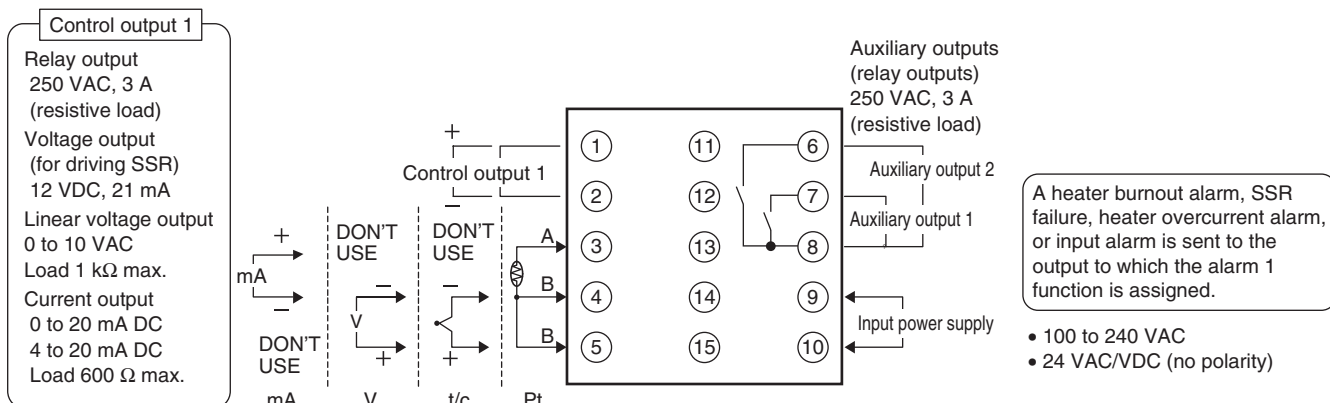 Control output 1
Relay output
250 VAC, 3 A
(resistive load)
Voltage output
(for driving SSR)
12 VDC, 21 mA
Linear voltage output
0 to 10 VAC
Load 1 kΩ max.
Current output
0 to 20 mA DC
4 to 20 mA DC
Load 600 Ω max.
+
mA
−
DON'T
USE
mA
DON'T
USE
−
V
+
V
DON'T
USE
−
+
t/c
A
B
B
Pt
+
Control output 1
−
1
2
3
4
5
11
12
13
14
15
6
7
8
9
10
Auxiliary outputs
(relay outputs)
250 VAC, 3 A
(resistive load)
Auxiliary output 2
Auxiliary output 1
Input power supply
A heater burnout alarm, SSR
failure, heater overcurrent alarm,
or input alarm is sent to the
output to which the alarm 1
function is assigned.
• 100 to 240 VAC
• 24 VAC/VDC (no polarity)